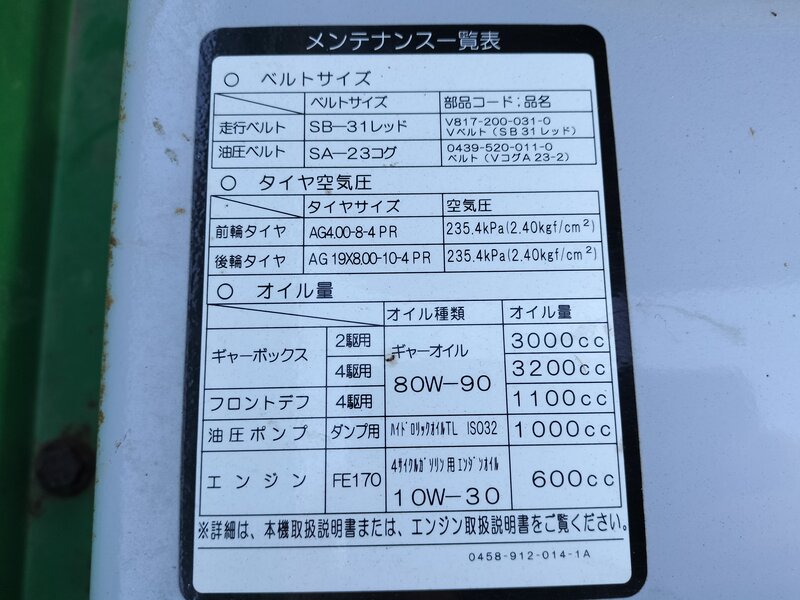 メンテナンス一覧表
○ ベルトサイズ
ベルトサイズ 部品コード;品名
走行ベルト SB-31レッド V817-200-031-0
Vベルト(SB31レッド)
油圧ベルト SA-23コグ 0439-520-011-0
ベルト(VコグA23-2)
○ タイヤ空気圧
タイヤサイズ 空気圧
前輪タイヤ AG4.00-8-4PR 235.4kPa(2.40kgf/cm²)
後輪タイヤ AG19X8.00-10-4PR 235.4kPa(2.40kgf/cm²)
○ オイル量
オイル種類 オイル量
ギャーボックス 2駆用 ギャーオイル 3000cc
4駆用 80W-90 3200cc
フロントデフ 4駆用 1100cc
油圧ポンプ ダンプ用 ハイドロリックオイルTL ISO32 1000cc
エンジン FE170 4サイクルガソリン用エンジンオイル 600cc
10W-30
※詳細は、本機取扱説明書または、エンジン取扱説明書をご覧ください。
0458-912-014-1A